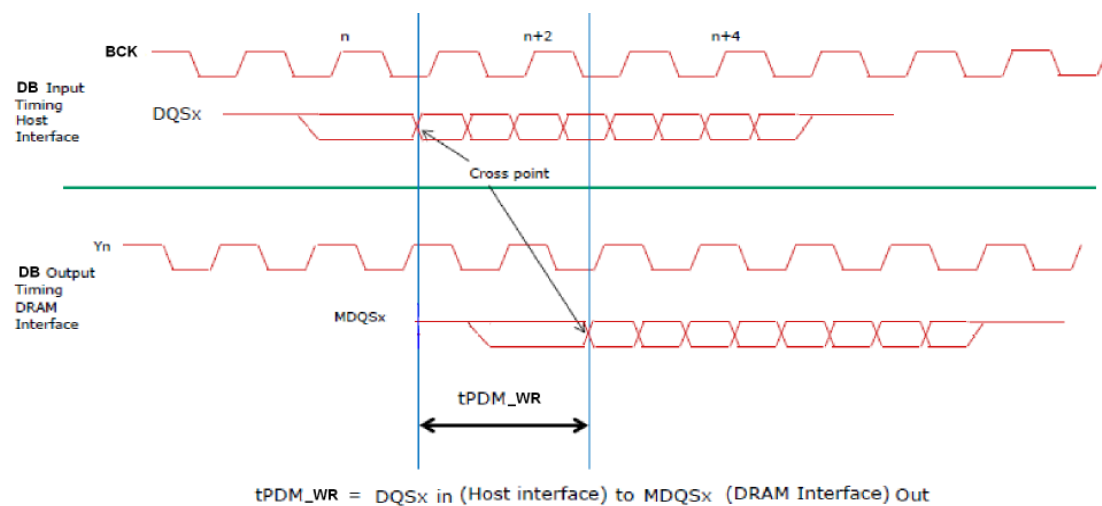 n
n+2
n+4
BCK
DB Input
Timing
Host
Interface
DQSx
Cross point
Yn
DB Output
Timing
DRAM
Interface
MDQSx
tPDM_WR
tPDM_WR = DQSx in (Host interface) to MDQSx (DRAM Interface) Out